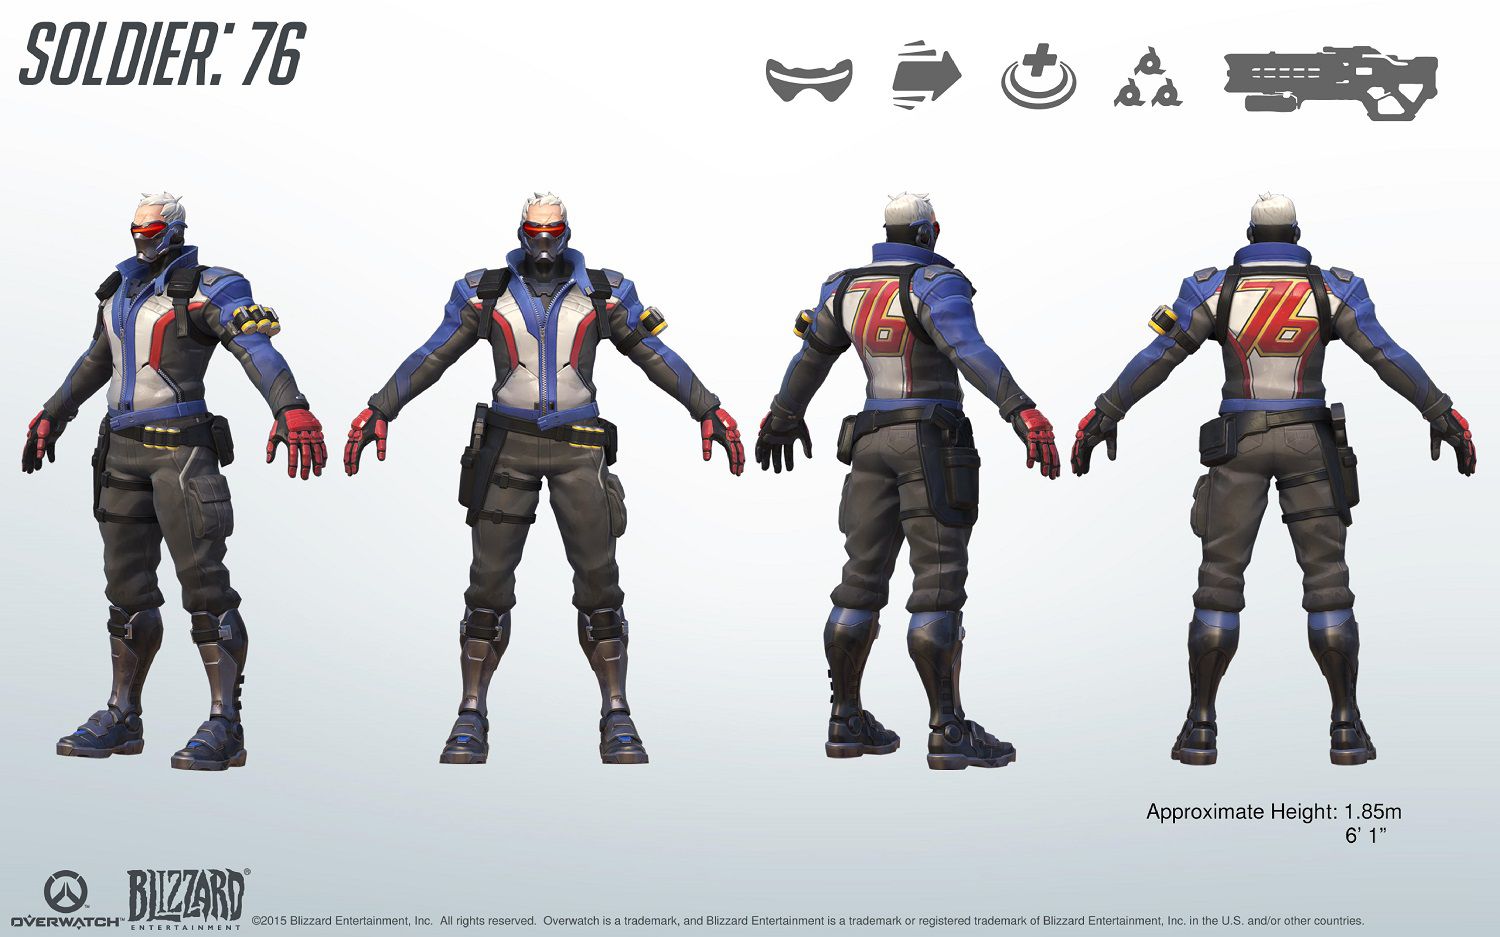 SOLDIER: 76
76
76
Approximate Height: 1.85m
6' 1"
OVERWATCH™
BLIZZARD®
ENTERTAINMENT
©2015 Blizzard Entertainment, Inc. All rights reserved. Overwatch is a trademark, and Blizzard Entertainment is a trademark or registered trademark of Blizzard Entertainment, Inc. in the U.S. and/or other countries.